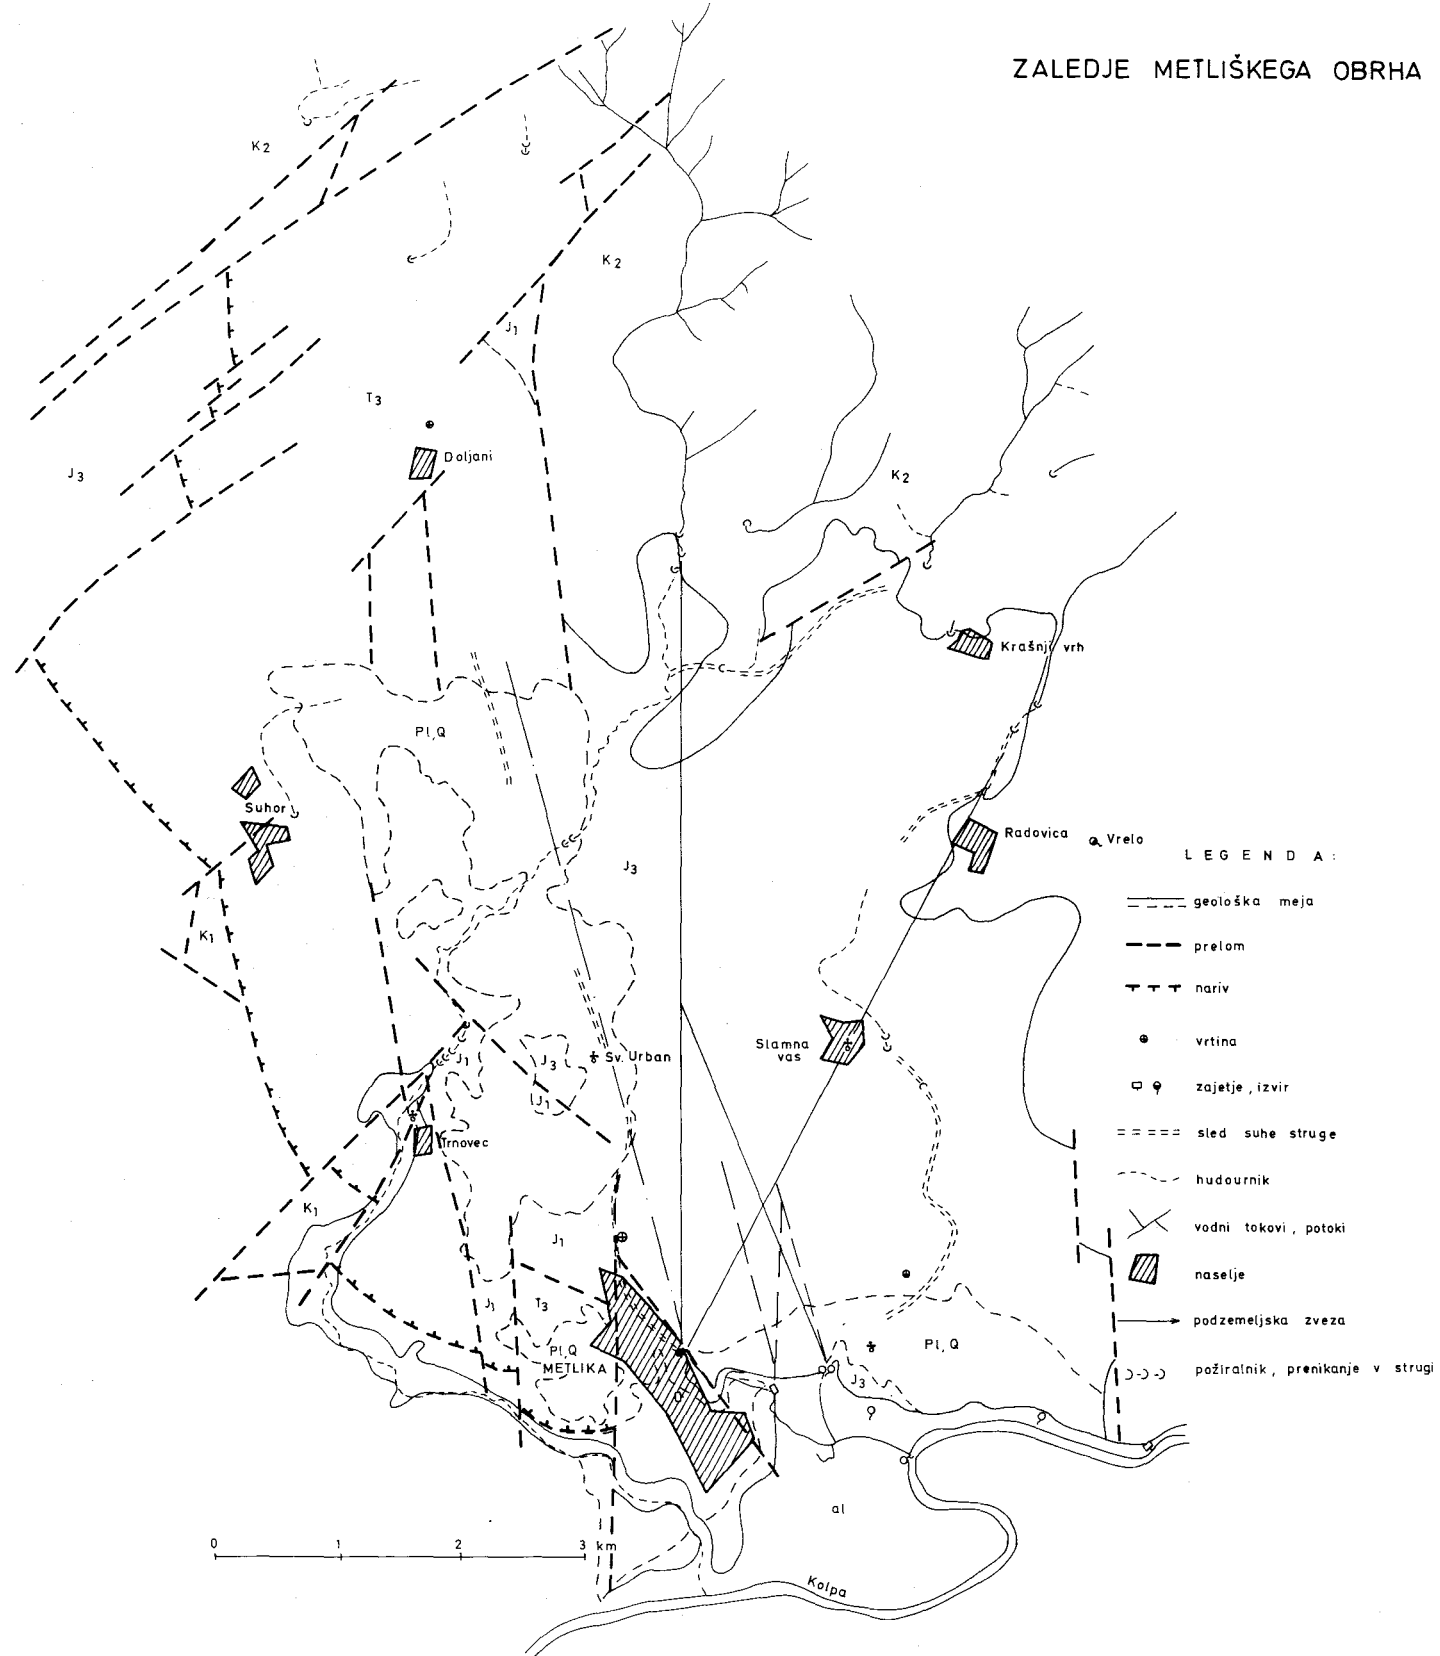 ZALEDJE METLIŠKEGA OBRHA
K2
K2
J1
T3
Doljani
J3
K2
Krašnji vrh
Pl,Q
Suhor
Radovica
Vrelo
J3
K1
Slamna
vas
Sv. Urban
J1
J3
J1
Trnovec
K1
J1
J1
T3
Pl,Q
METLIKA
Pl,Q
J3
al
Kolpa
0 1 2 3 km
LEGENDA:
geološka meja
prelom
nariv
vrtina
zajetje, izvir
sled suhe struge
hudournik
vodni tokovi, potoki
naselje
podzemeljska zveza
požiralnik, prenikanje v strugi